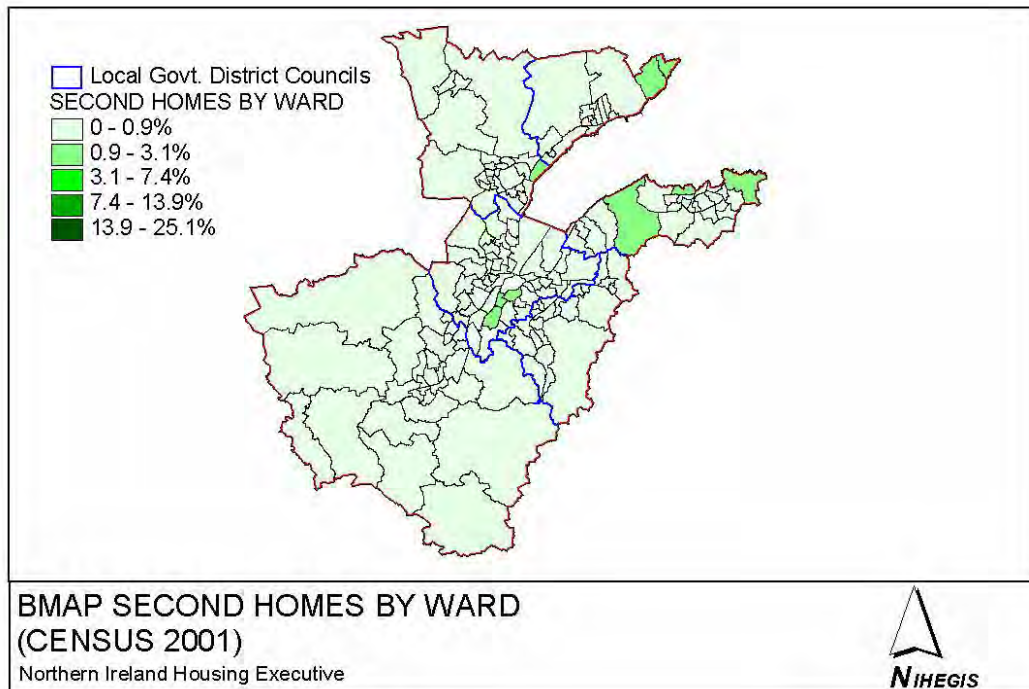 Local Govt. District Councils
SECOND HOMES BY WARD
0 - 0.9%
0.9 - 3.1%
3.1 - 7.4%
7.4 - 13.9%
13.9 - 25.1%
BMAP SECOND HOMES BY WARD
(CENSUS 2001)
Northern Ireland Housing Executive
NIHEGIS